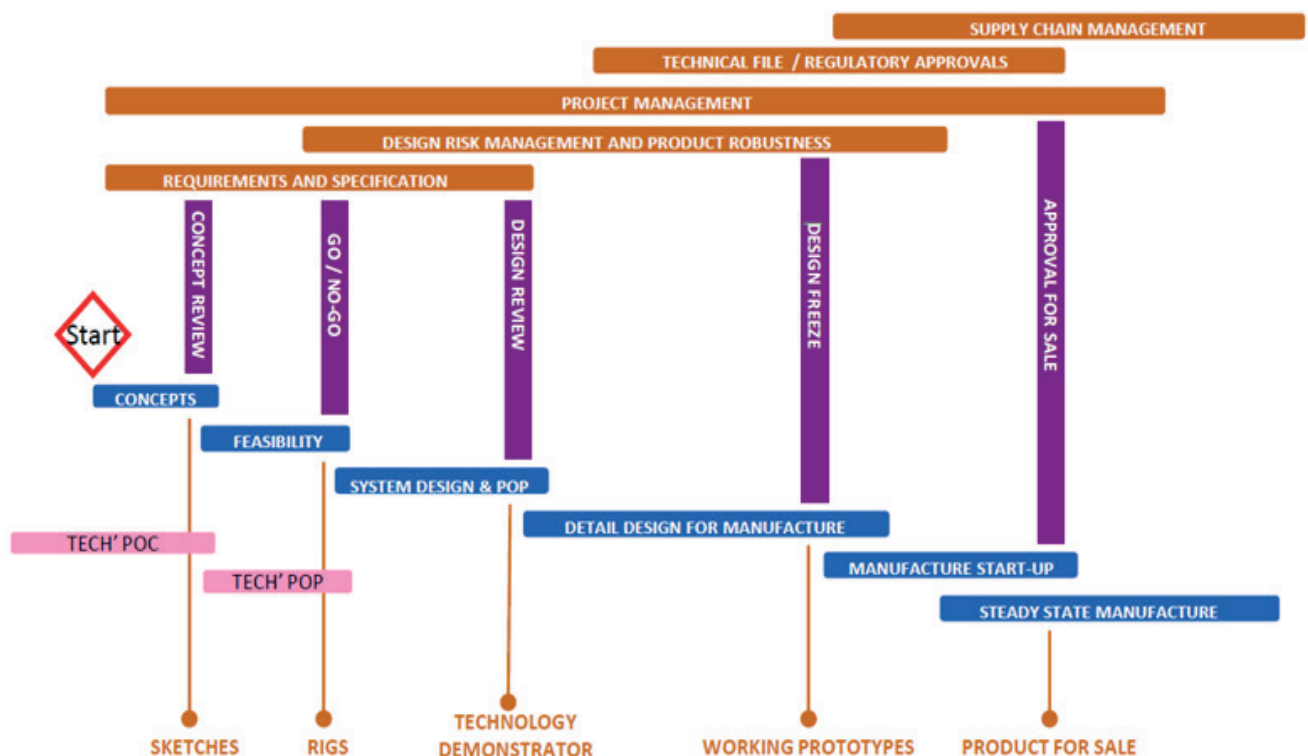 SUPPLY CHAIN MANAGEMENT
TECHNICAL FILE / REGULATORY APPROVALS
PROJECT MANAGEMENT
DESIGN RISK MANAGEMENT AND PRODUCT ROBUSTNESS
REQUIREMENTS AND SPECIFICATION
CONCEPT REVIEW
GO / NO-GO
DESIGN REVIEW
DESIGN FREEZE
APPROVAL FOR SALE
Start
CONCEPTS
FEASIBILITY
SYSTEM DESIGN & POP
DETAIL DESIGN FOR MANUFACTURE
TECH' POC
MANUFACTURE START-UP
TECH' POP
STEADY STATE MANUFACTURE
SKETCHES
RIGS
TECHNOLOGY
DEMONSTRATOR
WORKING PROTOTYPES
PRODUCT FOR SALE